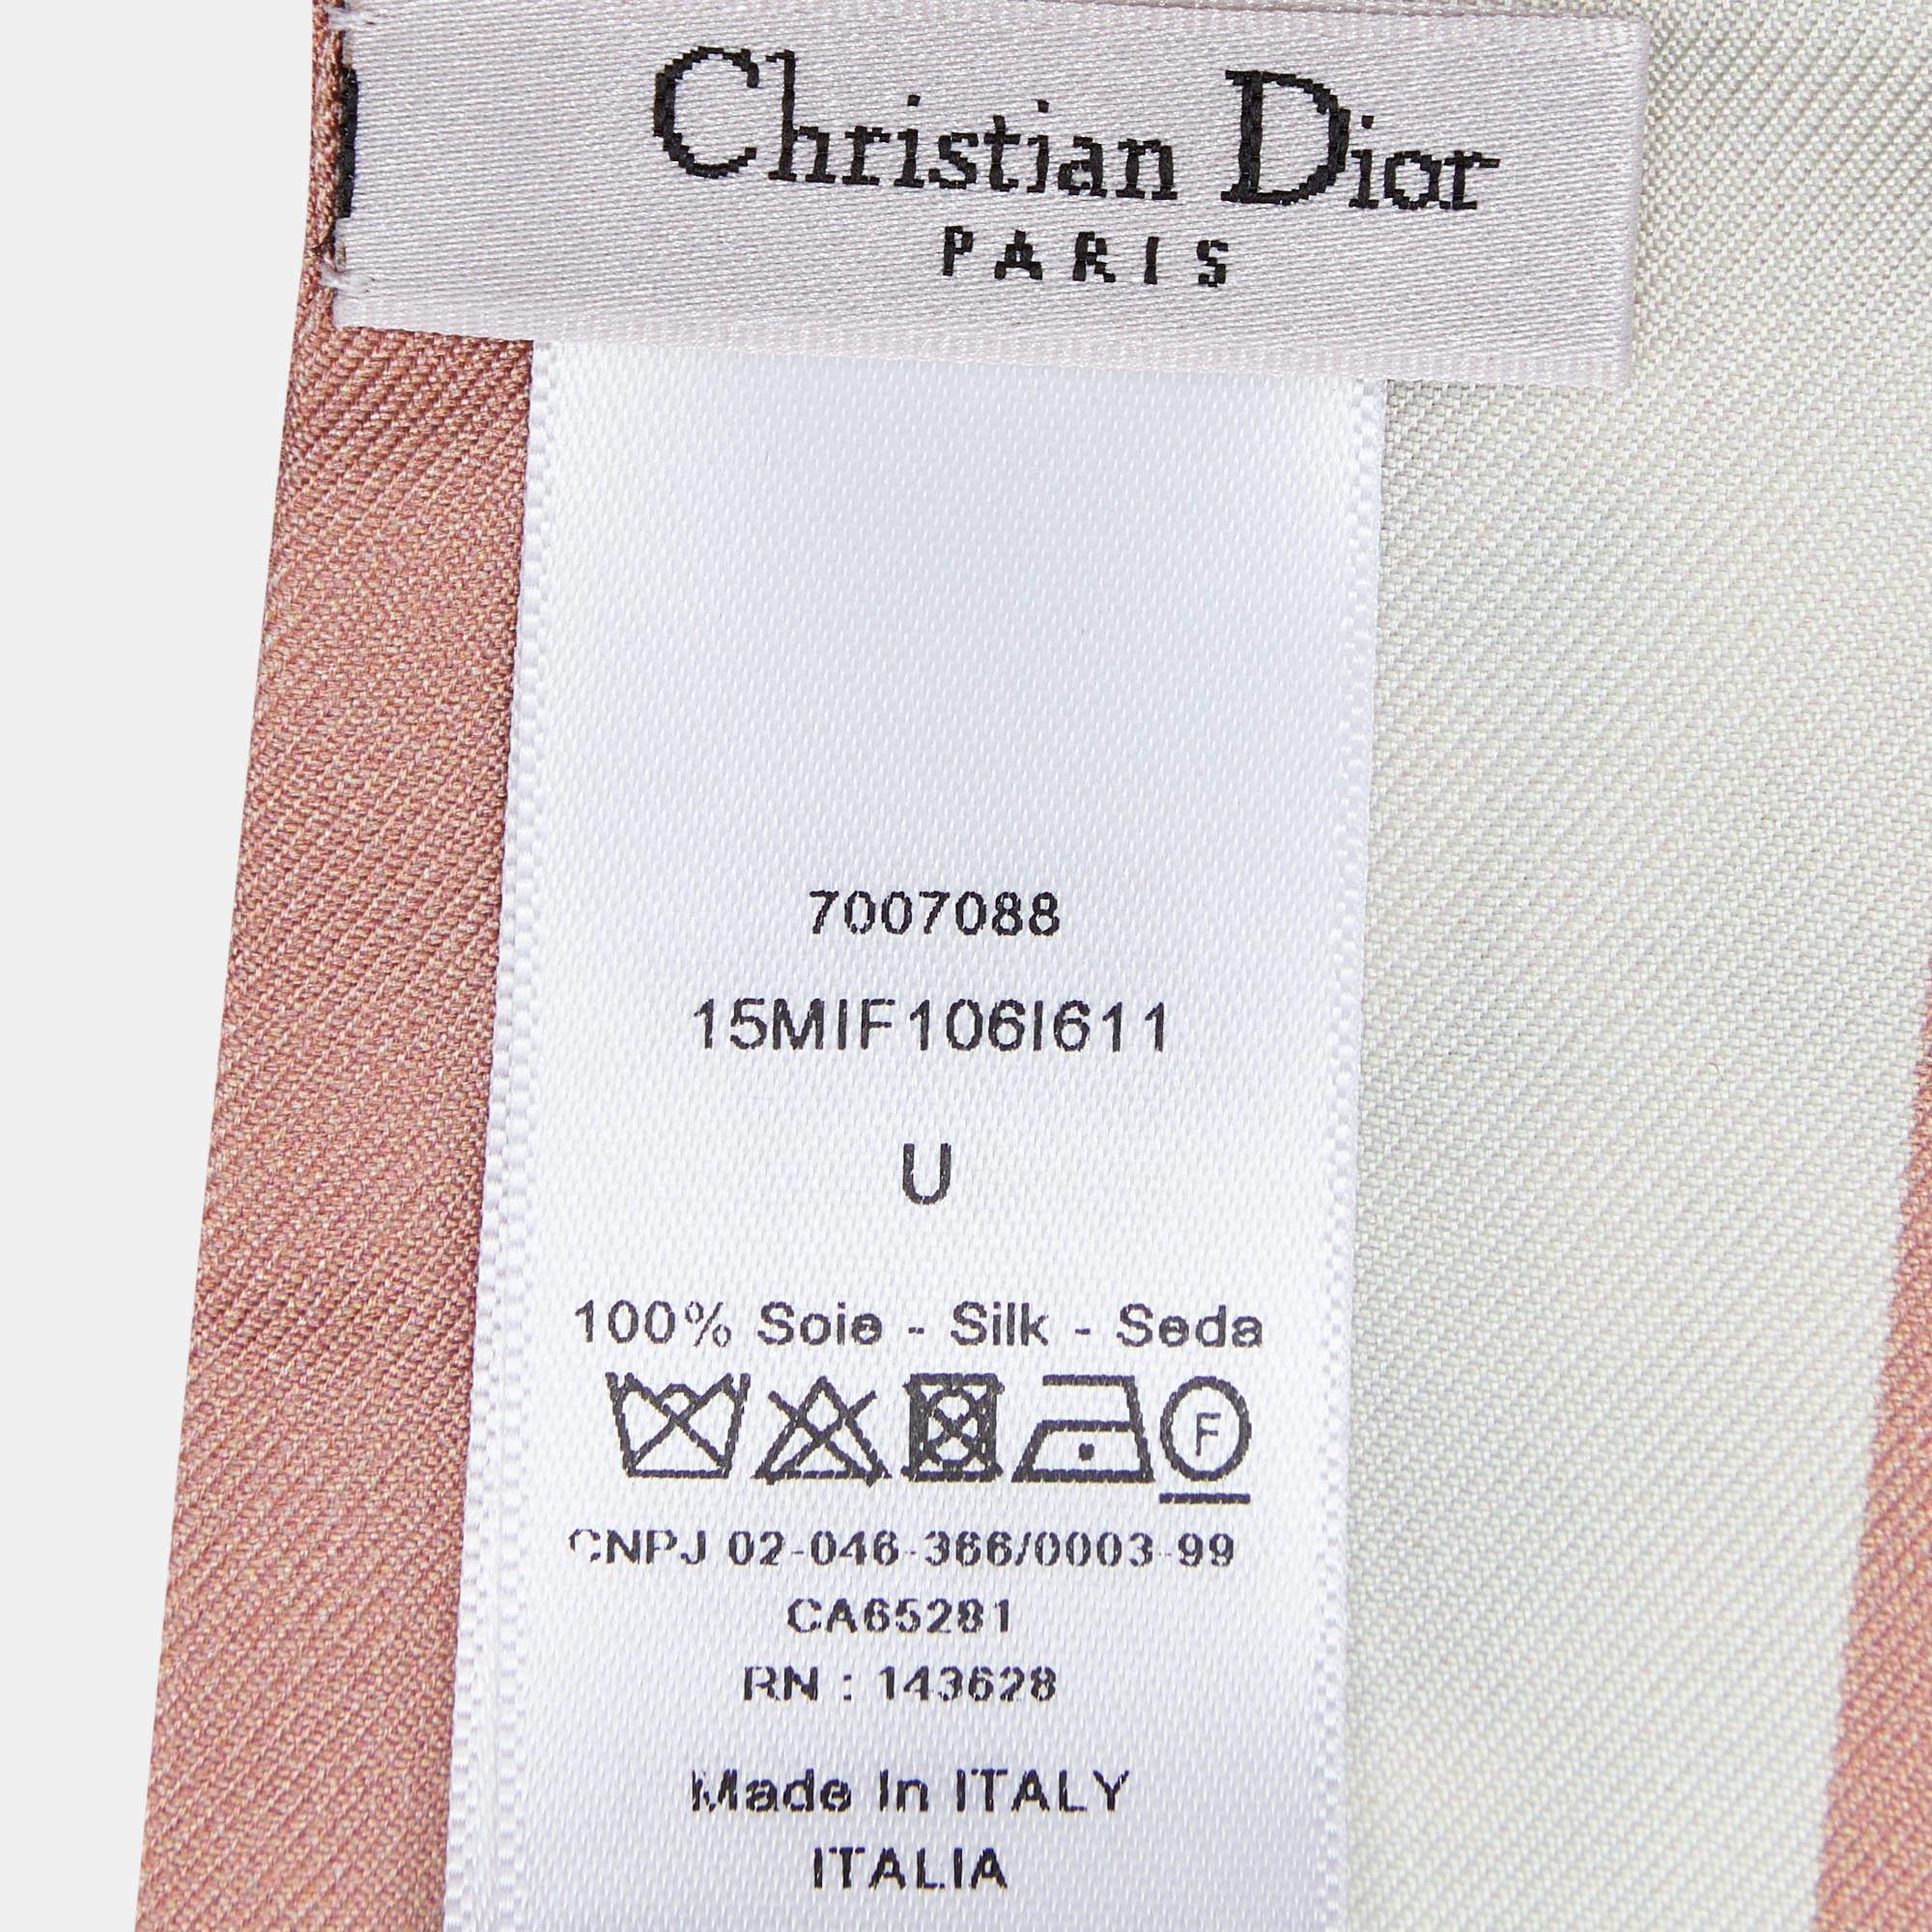 Christian Dior
PARIS
7007088
15MIF106I611
U
100% Soie - Silk - Seda
F
CNPJ 02-046-366/0003-99
CA65281
RN : 143628
Made In ITALY
ITALIA